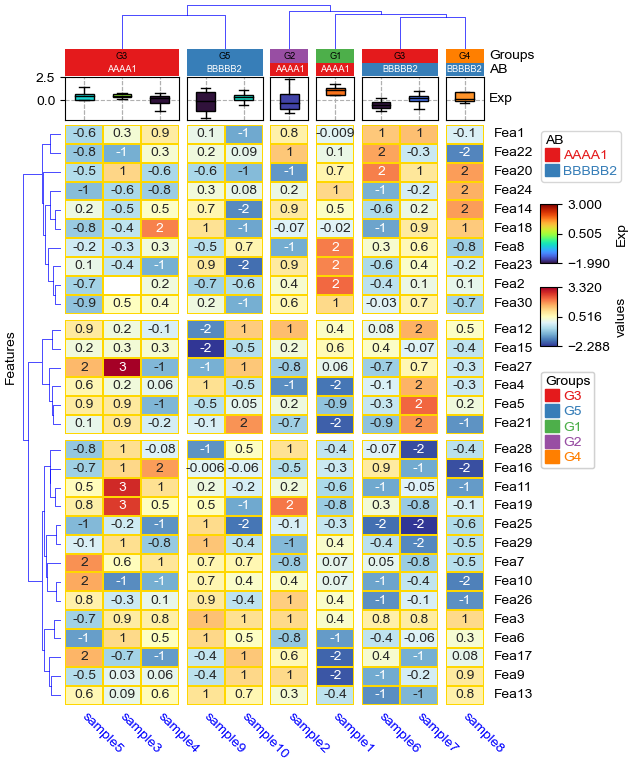 G3 G5 G2 G1 G3 G4 Groups
AAAA1 BBBBB2 AAAA1 AAAA1 BBBBB2 BBBBB2 AB
2.5
0.0 Exp
-0.6 0.3 0.9 0.1 -1 0.8 -0.009 1 1 -0.1 Fea1
-0.8 -1 0.3 0.2 0.09 1 0.1 2 -0.3 -2 Fea22
-0.5 1 -0.6 -0.6 -1 -1 0.7 2 1 2 Fea20
-1 -0.6 -0.8 0.3 0.08 0.2 1 -1 -0.2 2 Fea24
0.2 -0.5 0.5 0.7 -2 0.9 0.5 -0.6 0.2 2 Fea14
-0.8 -0.4 2 1 -1 -0.07 -0.02 -1 0.9 1 Fea18
-0.2 -0.3 0.3 -0.5 0.7 -1 2 0.3 0.6 -0.8 Fea8
0.1 -0.4 -1 0.9 -2 0.9 2 -0.6 0.4 -0.2 Fea23
-0.7 0.2 -0.7 -0.6 0.4 2 -0.4 0.1 0.1 Fea2
-0.9 0.5 0.4 0.2 -1 0.6 1 -0.03 0.7 -0.7 Fea30
0.9 0.2 -0.1 -2 1 1 0.4 0.08 2 0.5 Fea12
0.2 0.3 0.3 -2 -0.5 0.2 0.6 0.4 -0.07 -0.4 Fea15
2 3 -1 -1 1 -0.8 0.06 -0.7 0.7 -0.3 Fea27
0.6 0.2 0.06 1 -0.5 -1 -2 -0.1 2 -0.3 Fea4
0.9 0.9 -1 -0.5 0.05 0.2 -0.9 -0.3 2 0.2 Fea5
0.1 0.9 -0.2 -0.1 2 -0.7 -2 -0.9 2 -1 Fea21
-0.8 1 -0.08 -1 0.5 1 -0.4 -0.07 -2 -0.4 Fea28
-0.7 1 2 -0.006 -0.06 -0.5 -0.3 0.9 -1 -2 Fea16
0.5 3 1 0.2 -0.2 0.2 -0.6 -1 -0.05 -1 Fea11
0.8 3 0.5 0.5 -1 2 -0.8 0.3 -0.8 -0.1 Fea19
-1 -0.2 -1 1 -2 -0.1 -0.3 -2 -2 -0.6 Fea25
-0.1 1 -0.8 1 -0.4 -1 0.4 -0.4 -2 -0.5 Fea29
2 0.6 1 0.7 0.7 -0.8 0.07 0.05 -0.8 -0.5 Fea7
2 -1 -1 0.7 0.4 0.4 0.07 -1 -0.4 -2 Fea10
0.8 -0.3 0.1 0.9 -0.4 1 0.4 -1 -0.1 -1 Fea26
-0.7 0.9 0.8 1 1 1 0.4 0.8 0.8 1 Fea3
-1 1 0.5 1 0.5 -0.8 -1 -0.4 -0.06 0.3 Fea6
2 -0.7 -1 -0.4 1 0.6 -2 0.4 -1 0.08 Fea17
-0.5 0.03 0.06 -0.4 1 1 -2 -1 -0.2 0.9 Fea9
0.6 0.09 0.6 1 0.7 0.3 -0.4 -1 -1 0.8 Fea13
sample5 sample3 sample4 sample9 sample10 sample2 sample1 sample6 sample7 sample8
Features
AB
AAAA1
BBBBB2
3.000
0.505
-1.990
Exp
3.320
0.516
-2.288
values
Groups
G3
G5
G1
G2
G4